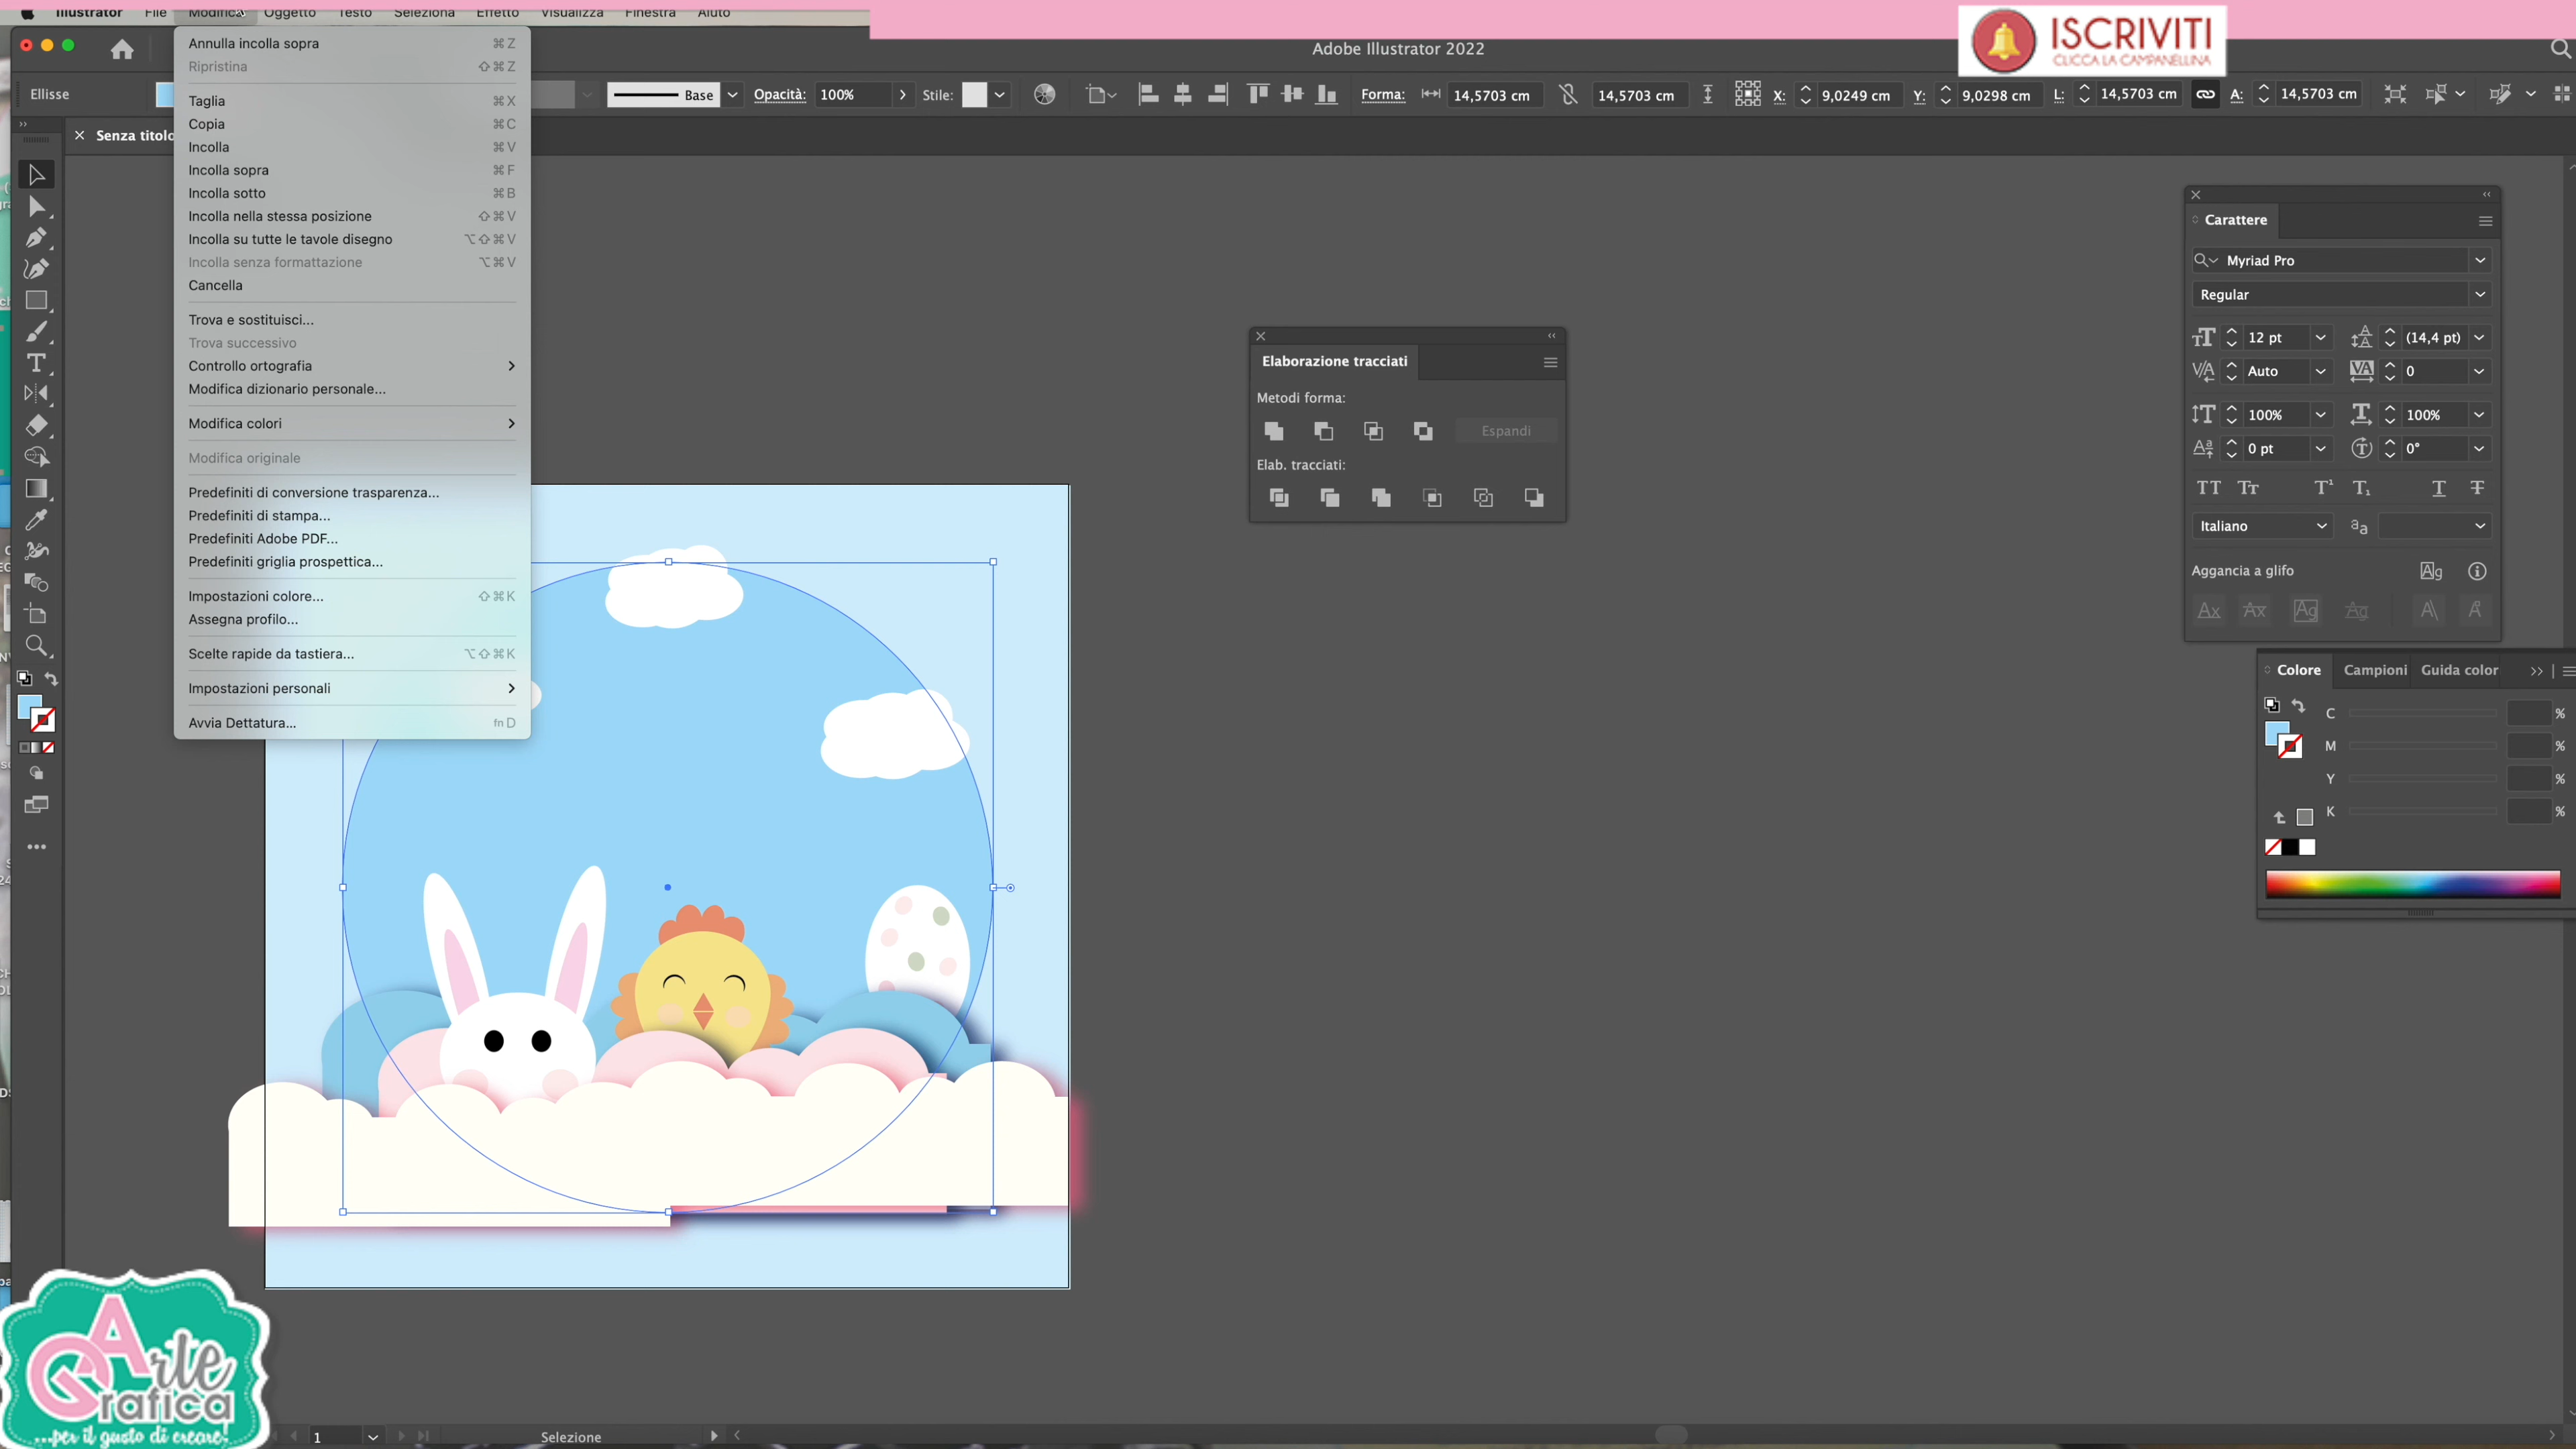 Illustrator File Modifica Oggetto Testo Seleziona Effetto Visualizza Finestra Aiuto
ISCRIVITI
CLICCA LA CAMPANELLINA
Adobe Illustrator 2022
Ellisse
Base
Opacità: 100%
Stile:
Forma: 14,5703 cm 14,5703 cm X: 9,0249 cm Y: 9,0298 cm L: 14,5703 cm A: 14,5703 cm
Senza titolo
Annulla incolla sopra ⌘Z
Ripristina ⇧⌘Z
Taglia ⌘X
Copia ⌘C
Incolla ⌘V
Incolla sopra ⌘F
Incolla sotto ⌘B
Incolla nella stessa posizione ⇧⌘V
Incolla su tutte le tavole disegno ⌥⇧⌘V
Incolla senza formattazione ⌥⌘V
Cancella
Trova e sostituisci...
Trova successivo
Controllo ortografia
Modifica dizionario personale...
Modifica colori
Modifica originale
Predefiniti di conversione trasparenza...
Predefiniti di stampa...
Predefiniti Adobe PDF...
Predefiniti griglia prospettica...
Impostazioni colore... ⇧⌘K
Assegna profilo...
Scelte rapide da tastiera... ⌥⇧⌘K
Impostazioni personali
Avvia Dettatura... fn D
Elaborazione tracciati
Metodi forma:
Espandi
Elab. tracciati:
Carattere
Myriad Pro
Regular
12 pt (14,4 pt)
Auto 0
100% 100%
0 pt 0°
Italiano
Aggancia a glifo
Colore Campioni Guida color
C %
M %
Y %
K %
Arte
Grafica
...per il gusto di creare!
1
Selezione